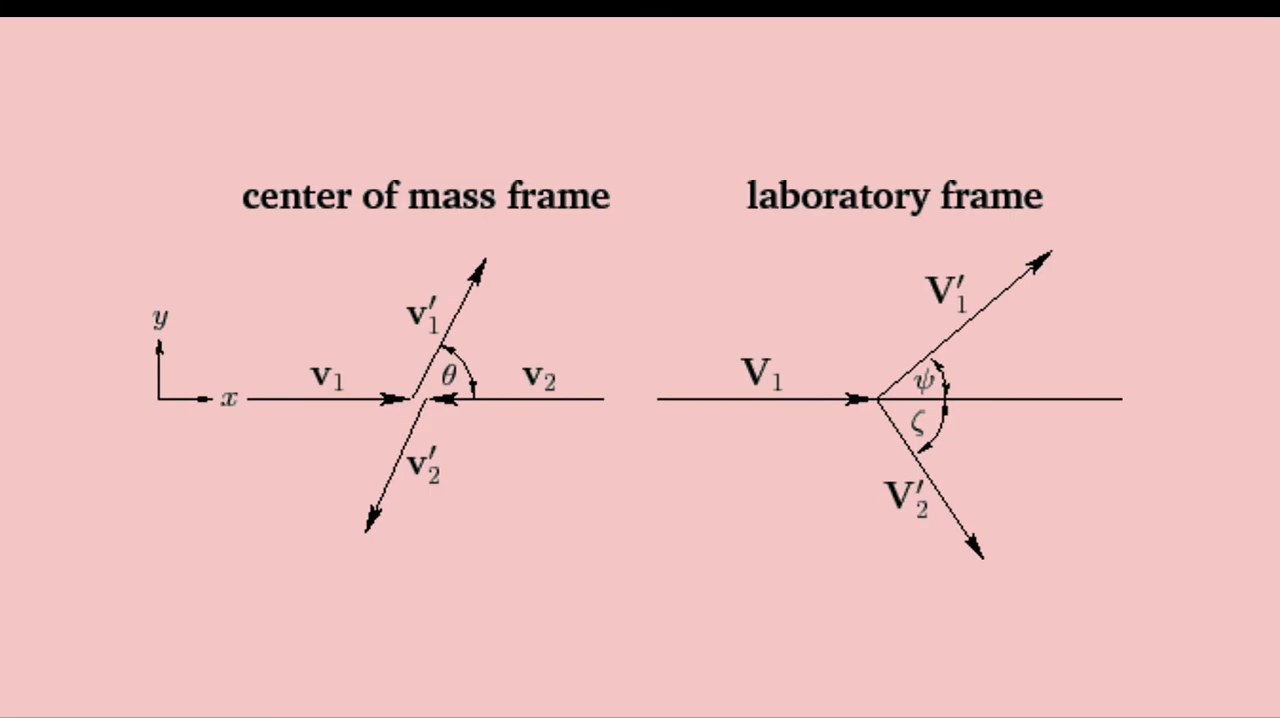 center of mass frame
laboratory frame
y
x
v₁
v′₁
θ
v₂
v′₂
V₁
V′₁
ψ
ζ
V′₂